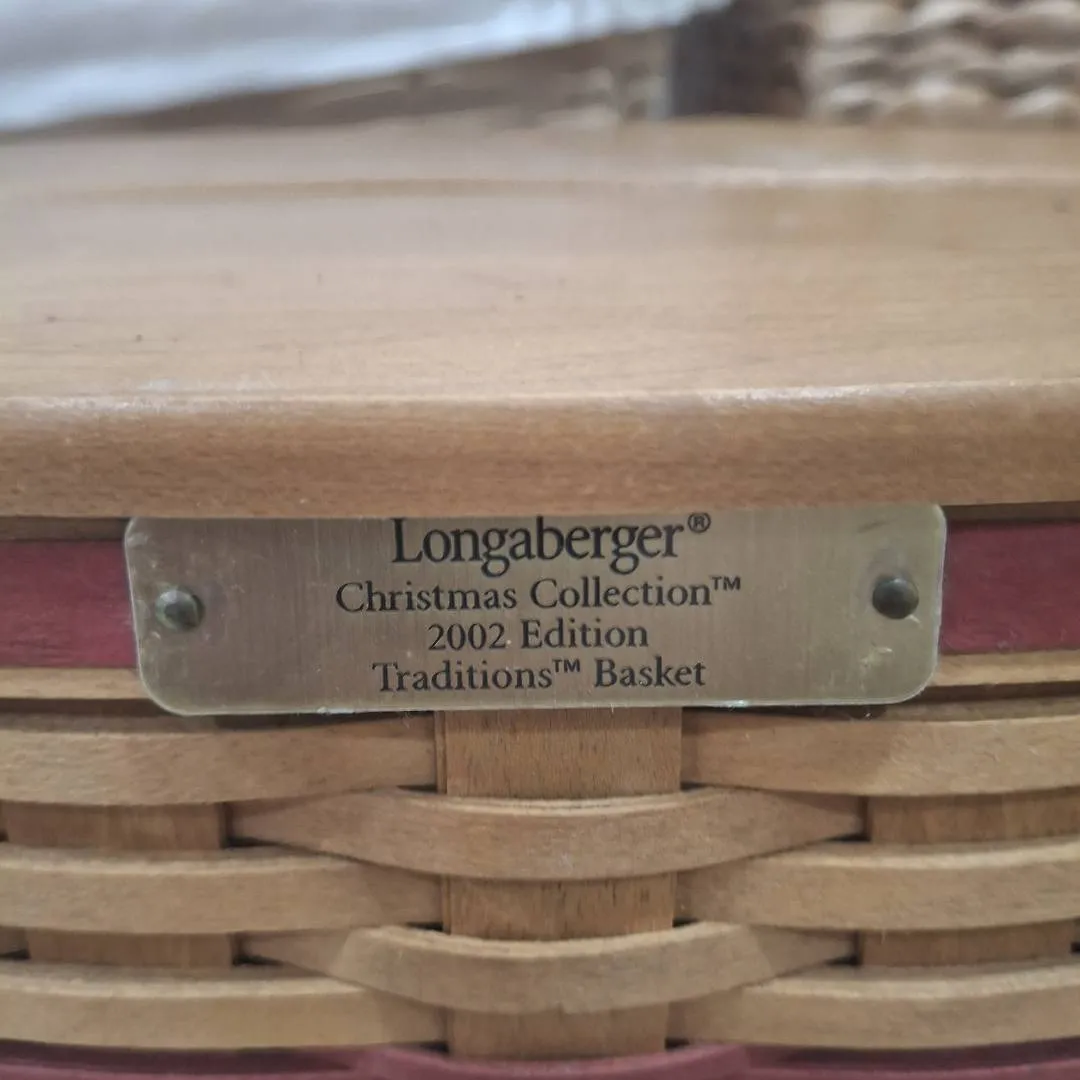 Longaberger®
Christmas Collection™
2002 Edition
Traditions™ Basket